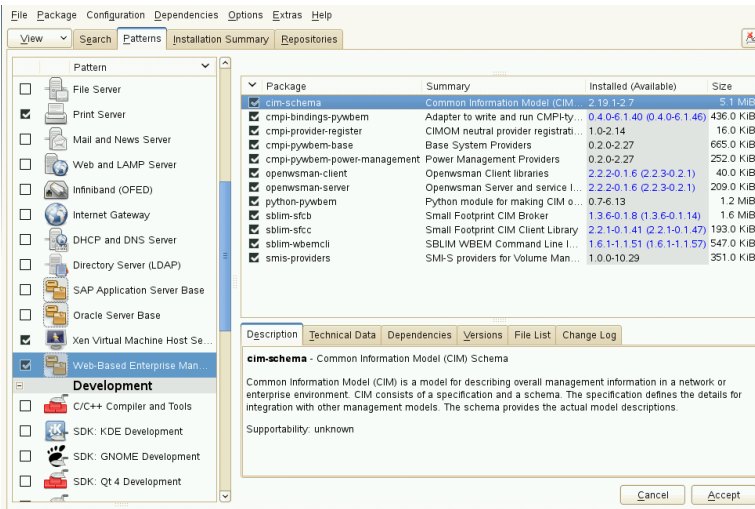 File Package Configuration Dependencies Options Extras Help
View Search Patterns Installation Summary Repositories
Pattern
File Server
Print Server
Mail and News Server
Web and LAMP Server
Infiniband (OFED)
Internet Gateway
DHCP and DNS Server
Directory Server (LDAP)
SAP Application Server Base
Oracle Server Base
Xen Virtual Machine Host Se...
Web-Based Enterprise Man...
Development
C/C++ Compiler and Tools
SDK: KDE Development
SDK: GNOME Development
SDK: Qt 4 Development
Package Summary Installed (Available) Size
cim-schema Common Information Model (CIM... 2.19.1-2.7 5.1 MiB
cmpi-bindings-pywbem Adapter to write and run CMPI-ty... 0.4.0-6.1.40 (0.4.0-6.1.46) 436.0 KiB
cmpi-provider-register CIMOM neutral provider registrati... 1.0-2.14 16.0 KiB
cmpi-pywbem-base Base System Providers 0.2.0-2.27 665.0 KiB
cmpi-pywbem-power-management Power Management Providers 0.2.0-2.27 252.0 KiB
openwsman-client Openwsman Client libraries 2.2.2-0.1.6 (2.2.3-0.2.1) 40.0 KiB
openwsman-server Openwsman Server and service l... 2.2.2-0.1.6 (2.2.3-0.2.1) 209.0 KiB
python-pywbem Python module for making CIM o... 0.7-6.13 1.2 MiB
sblim-sfcb Small Footprint CIM Broker 1.3.6-0.1.8 (1.3.6-0.1.14) 1.6 MiB
sblim-sfcc Small Footprint CIM Client Library 2.2.1-0.1.41 (2.2.1-0.1.47) 193.0 KiB
sblim-wbemcli SBLIM WBEM Command Line I... 1.6.1-1.1.51 (1.6.1-1.1.57) 547.0 KiB
smis-providers SMI-S providers for Volume Man... 1.0.0-10.29 351.0 KiB
Description Technical Data Dependencies Versions File List Change Log
cim-schema - Common Information Model (CIM) Schema
Common Information Model (CIM) is a model for describing overall management information in a network or
enterprise environment. CIM consists of a specification and a schema. The specification defines the details for
integration with other management models. The schema provides the actual model descriptions.
Supportability: unknown
Cancel Accept